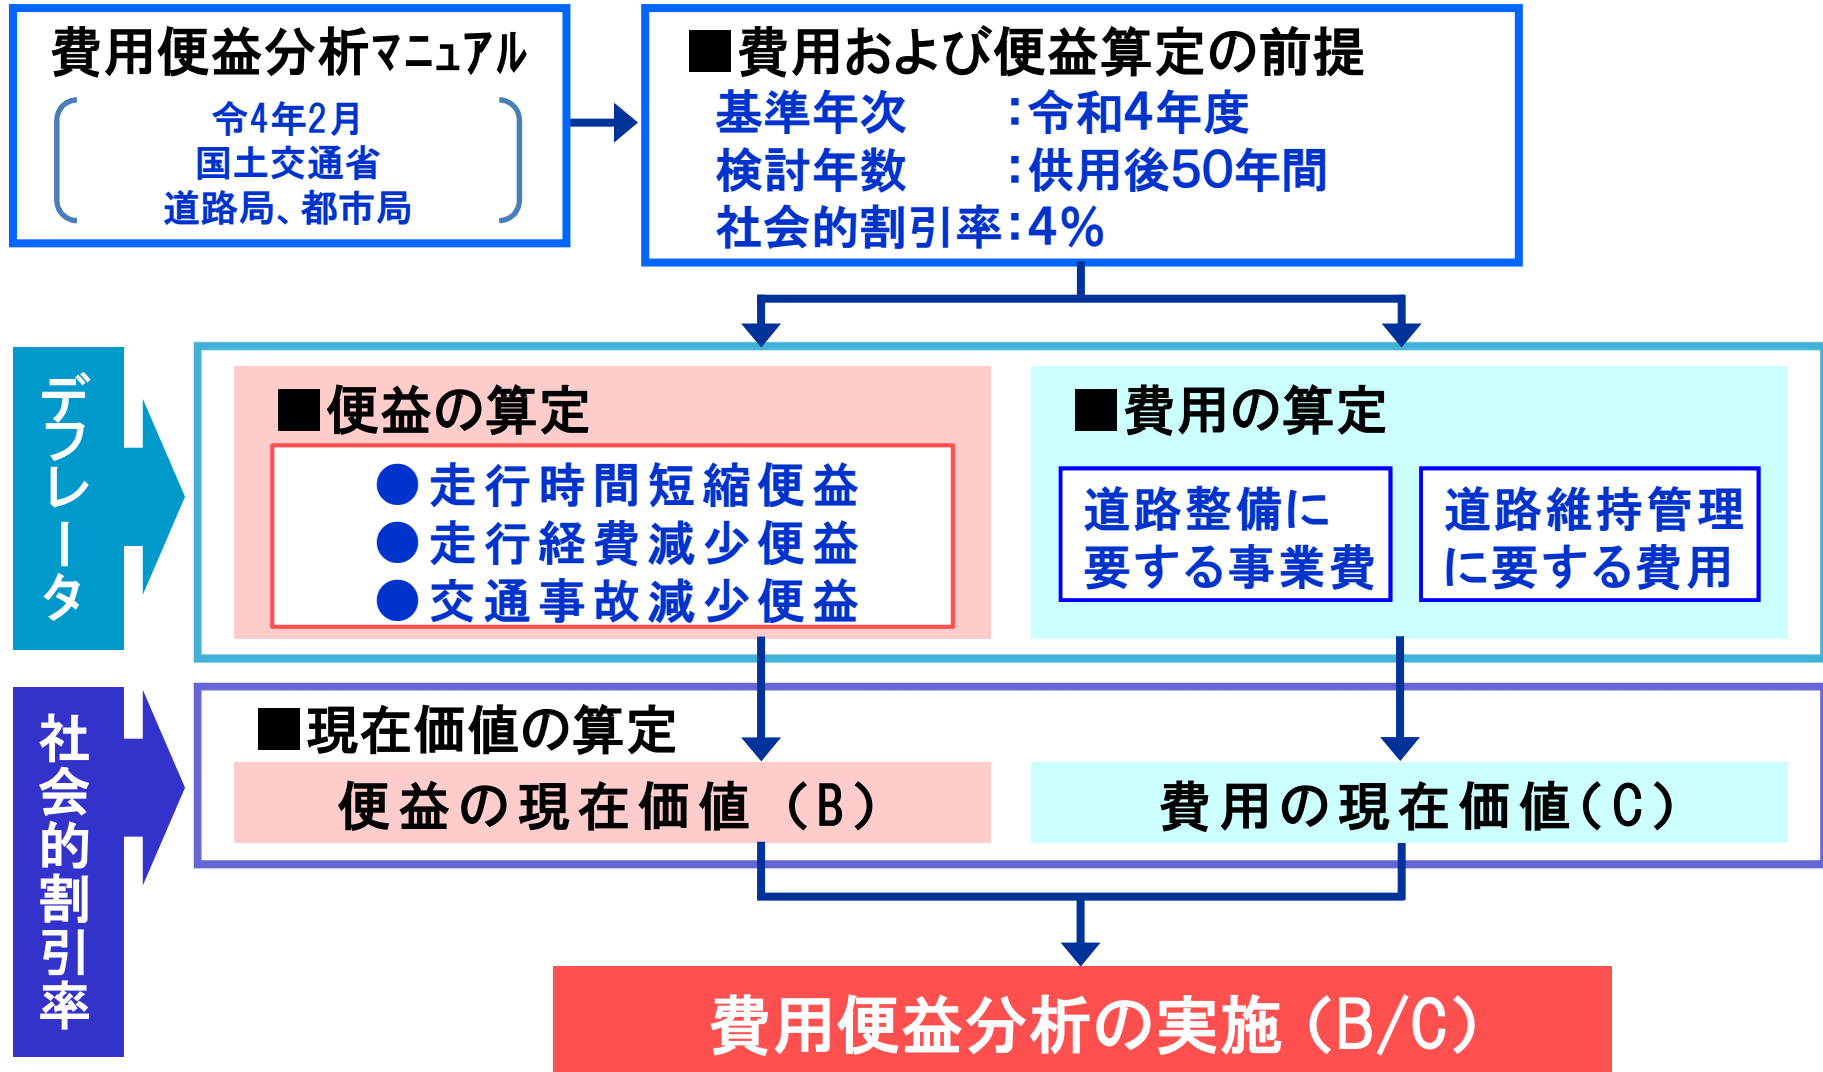 費用便益分析マニュアル
令4年2月
国土交通省
道路局、都市局
■費用および便益算定の前提
基準年次　　：令和4年度
検討年数　　：供用後50年間
社会的割引率：4％
デフレータ
■便益の算定
●走行時間短縮便益
●走行経費減少便益
●交通事故減少便益
■費用の算定
道路整備に
要する事業費
道路維持管理
に要する費用
社会的割引率
■現在価値の算定
便益の現在価値（B）
費用の現在価値（C）
費用便益分析の実施（B/C）